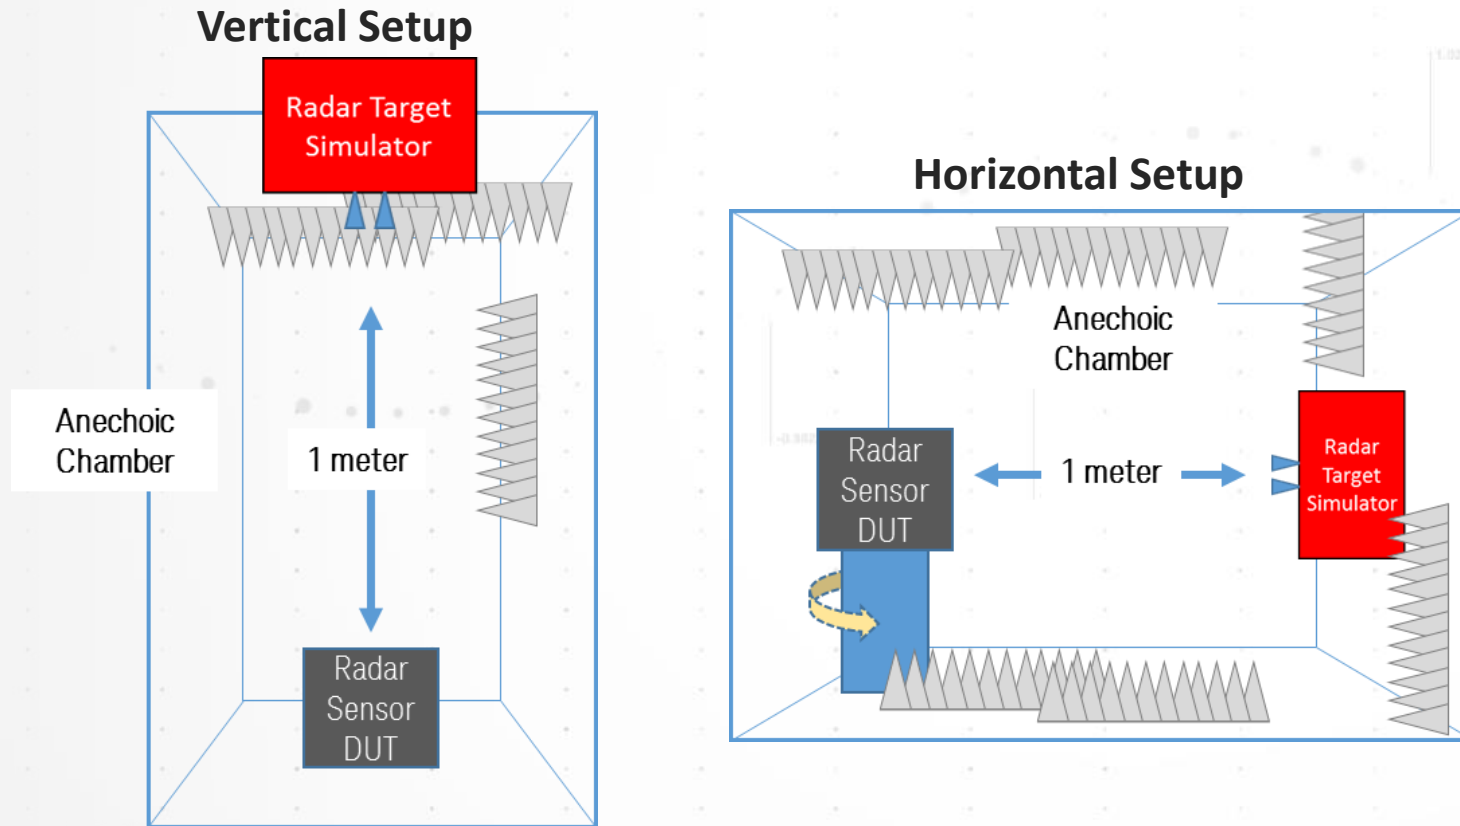 Vertical Setup
Radar Target
Simulator
Anechoic
Chamber
1 meter
Radar
Sensor
DUT
Horizontal Setup
Anechoic
Chamber
Radar
Sensor
DUT
1 meter
Radar
Target
Simulator